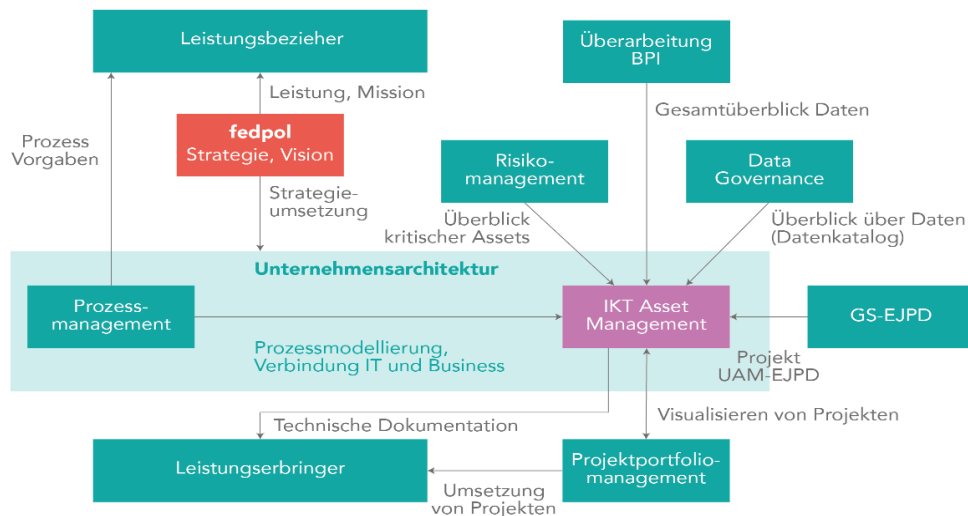 Leistungsbezieher
Überarbeitung
BPI
Leistung, Mission
Gesamtüberblick Daten
Prozess
Vorgaben
fedpol
Strategie, Vision
Risiko-
management
Data
Governance
Strategie-
umsetzung
Überblick
kritischer Assets
Überblick über Daten
(Datenkatalog)
Unternehmensarchitektur
Prozess-
management
IKT Asset
Management
GS-EJPD
Prozessmodellierung,
Verbindung IT und Business
Projekt
UAM-EJPD
Technische Dokumentation
Visualisieren von Projekten
Leistungserbringer
Projektportfolio-
management
Umsetzung
von Projekten